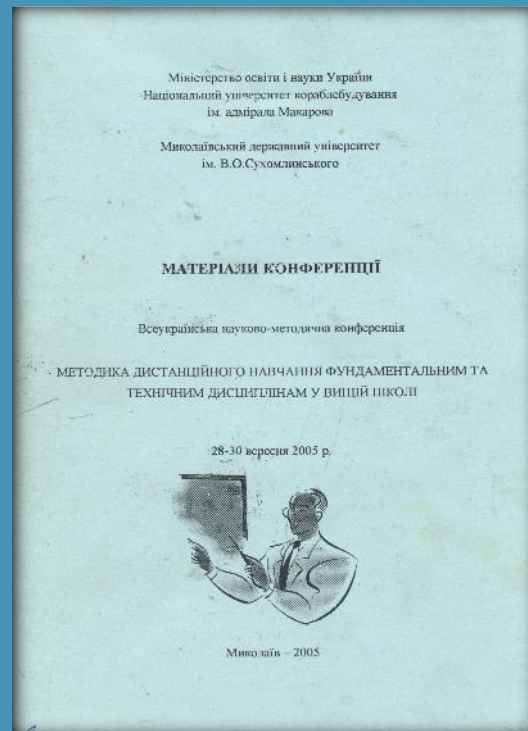 Міністерство освіти і науки України
Національний університет кораблебудування
ім. адмірала Макарова
Миколаївський державний університет
ім. В.О.Сухомлинського
МАТЕРІАЛИ КОНФЕРЕНЦІЇ
Всеукраїнська науково-методична конференція
МЕТОДИКА ДИСТАНЦІЙНОГО НАВЧАННЯ ФУНДАМЕНТАЛЬНИМ ТА
ТЕХНІЧНИМ ДИСЦИПЛІНАМ У ВИЩІЙ ШКОЛІ
28-30 вересня 2005 р.
Миколаїв – 2005